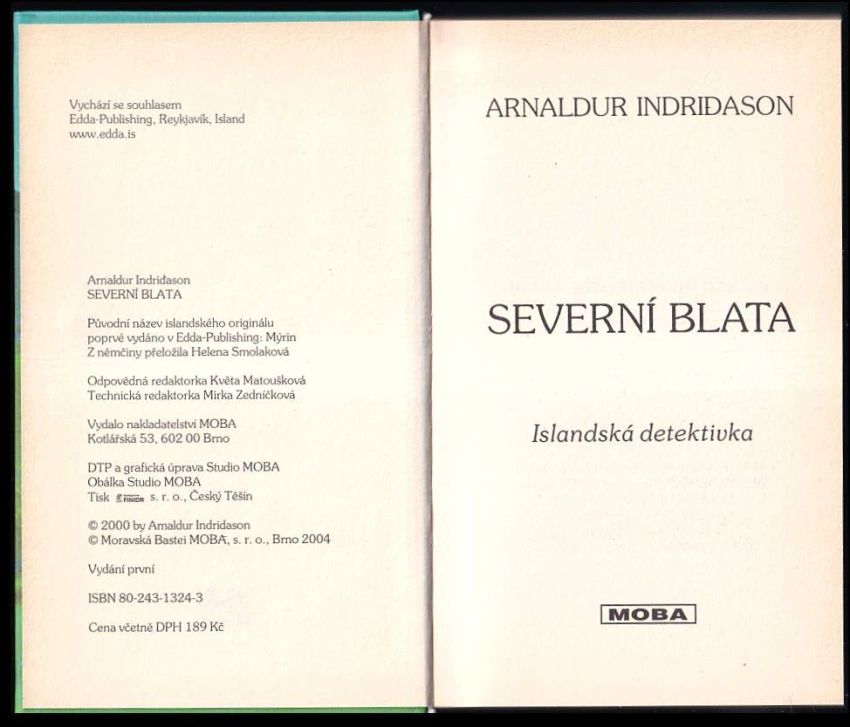 Vychází se souhlasem
Edda-Publishing, Reykjavík, Island
www.edda.is
Arnaldur Indriđason
SEVERNÍ BLATA
Původní název islandského originálu
poprvé vydáno v Edda-Publishing: Mýrin
Z němčiny přeložila Helena Smolaková
Odpovědná redaktorka Květa Matoušková
Technická redaktorka Mirka Zedníčková
Vydalo nakladatelství MOBA
Kotlářská 53, 602 00 Brno
DTP a grafická úprava Studio MOBA
Obálka Studio MOBA
Tisk FINIDR s. r. o., Český Těšín
© 2000 by Arnaldur Indridason
© Moravská Bastei MOBA, s. r. o., Brno 2004
Vydání první
ISBN 80-243-1324-3
Cena včetně DPH 189 Kč
ARNALDUR INDRIĐASON
SEVERNÍ BLATA
Islandská detektivka
MOBA